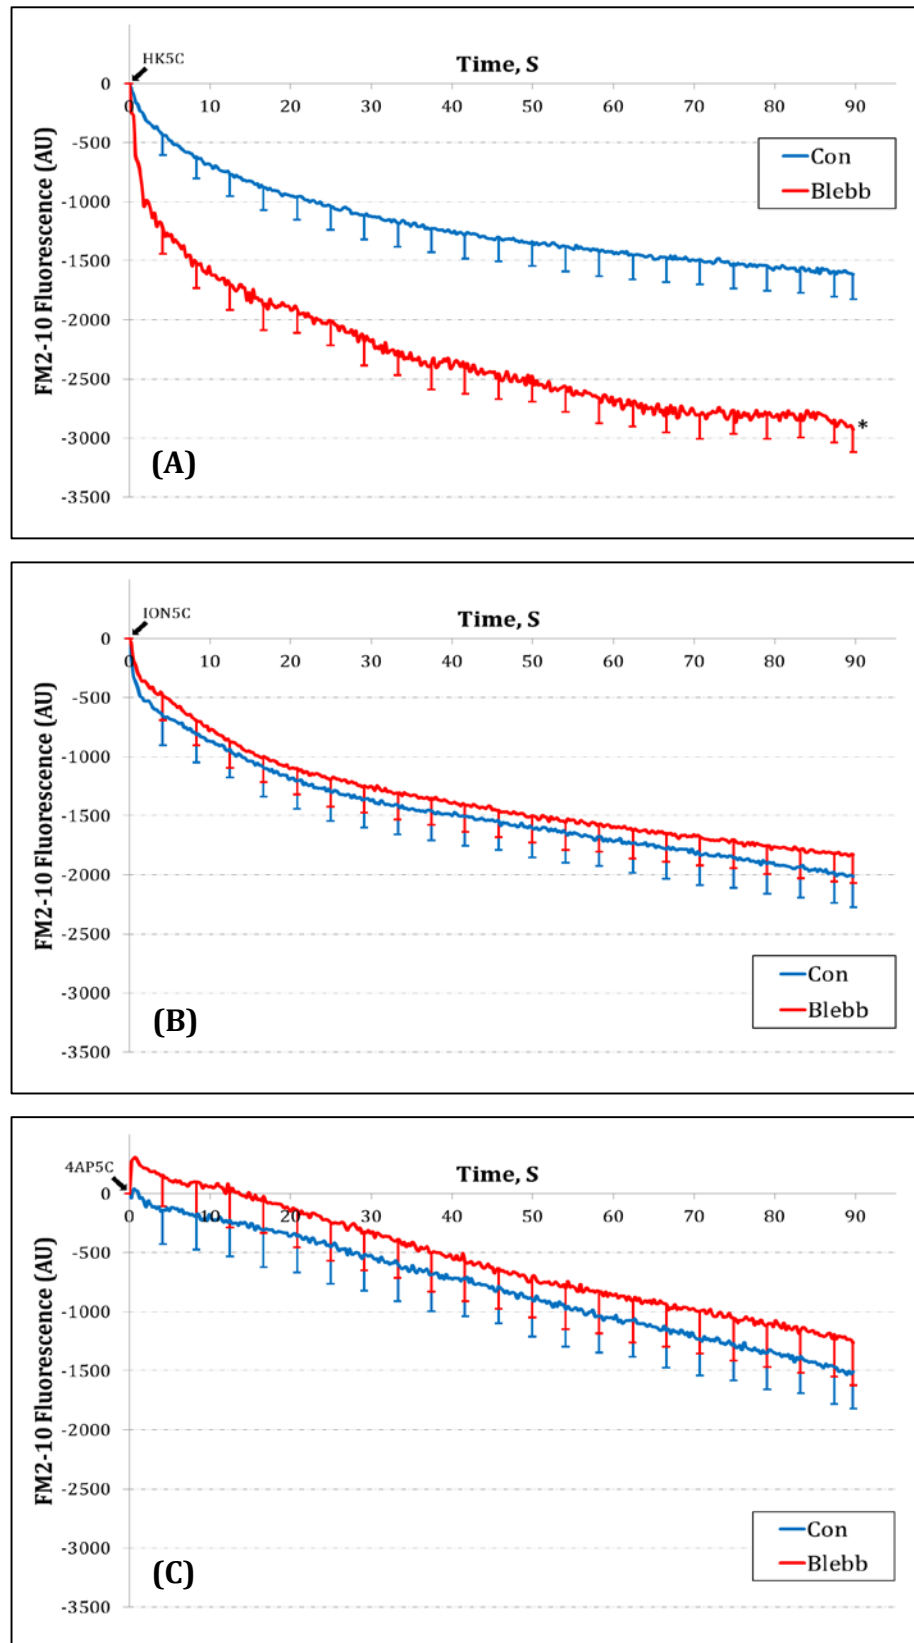 HK5C
Time, S
0
0 10 20 30 40 50 60 70 80 90
-500
-1000
-1500
-2000
-2500
-3000
-3500
FM2-10 Fluorescence (AU)
Con
Blebb
*
(A)
ION5C
Time, S
0
0 10 20 30 40 50 60 70 80 90
-500
-1000
-1500
-2000
-2500
-3000
-3500
FM2-10 Fluorescence (AU)
Con
Blebb
(B)
4AP5C
Time, S
0
0 10 20 30 40 50 60 70 80 90
-500
-1000
-1500
-2000
-2500
-3000
-3500
FM2-10 Fluorescence (AU)
Con
Blebb
(C)